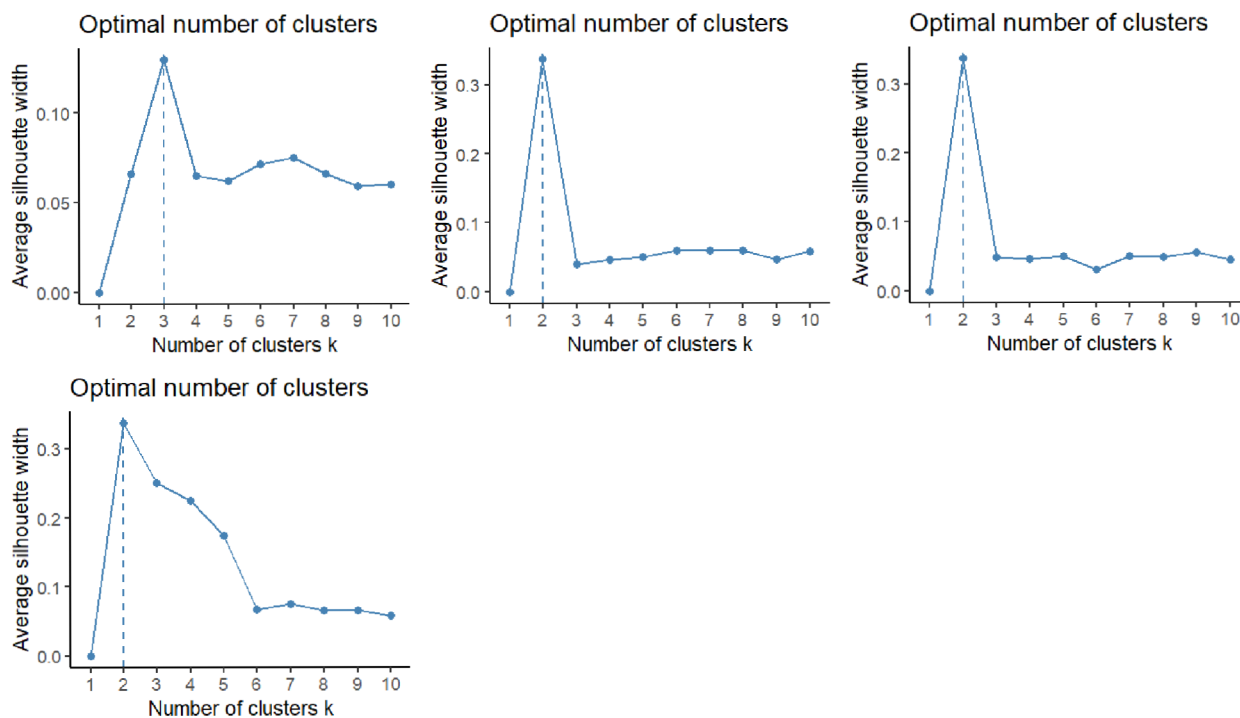 Optimal number of clusters
Average silhouette width
0.10
0.05
0.00
1 2 3 4 5 6 7 8 9 10
Number of clusters k
Optimal number of clusters
Average silhouette width
0.3
0.2
0.1
0.0
1 2 3 4 5 6 7 8 9 10
Number of clusters k
Optimal number of clusters
Average silhouette width
0.3
0.2
0.1
0.0
1 2 3 4 5 6 7 8 9 10
Number of clusters k
Optimal number of clusters
Average silhouette width
0.3
0.2
0.1
0.0
1 2 3 4 5 6 7 8 9 10
Number of clusters k